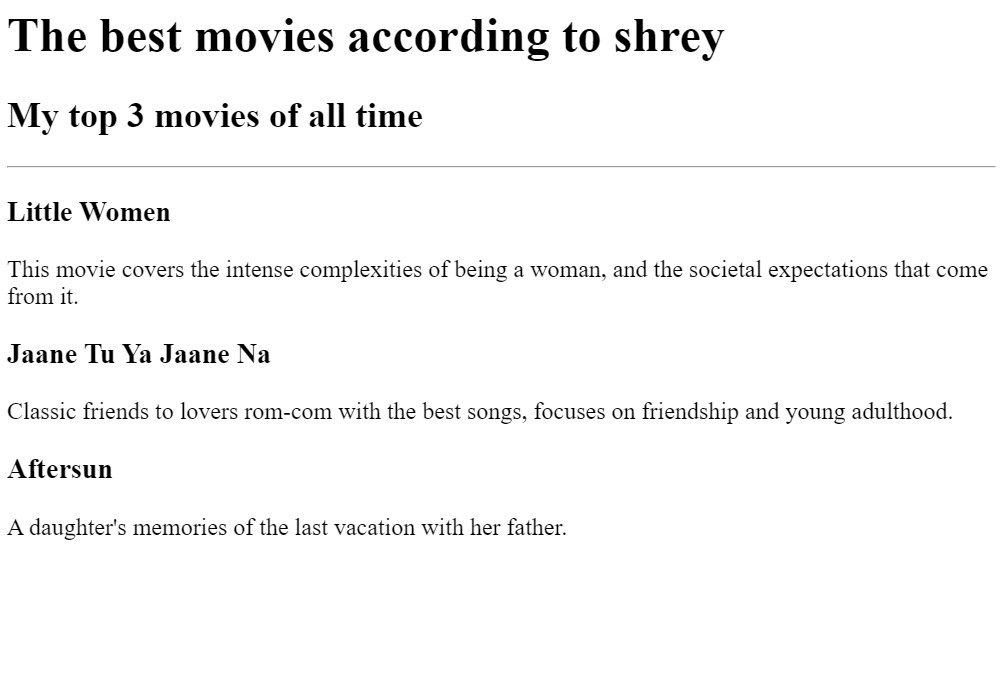 The best movies according to shrey
My top 3 movies of all time
Little Women
This movie covers the intense complexities of being a woman, and the societal expectations that come
from it.
Jaane Tu Ya Jaane Na
Classic friends to lovers rom-com with the best songs, focuses on friendship and young adulthood.
Aftersun
A daughter's memories of the last vacation with her father.